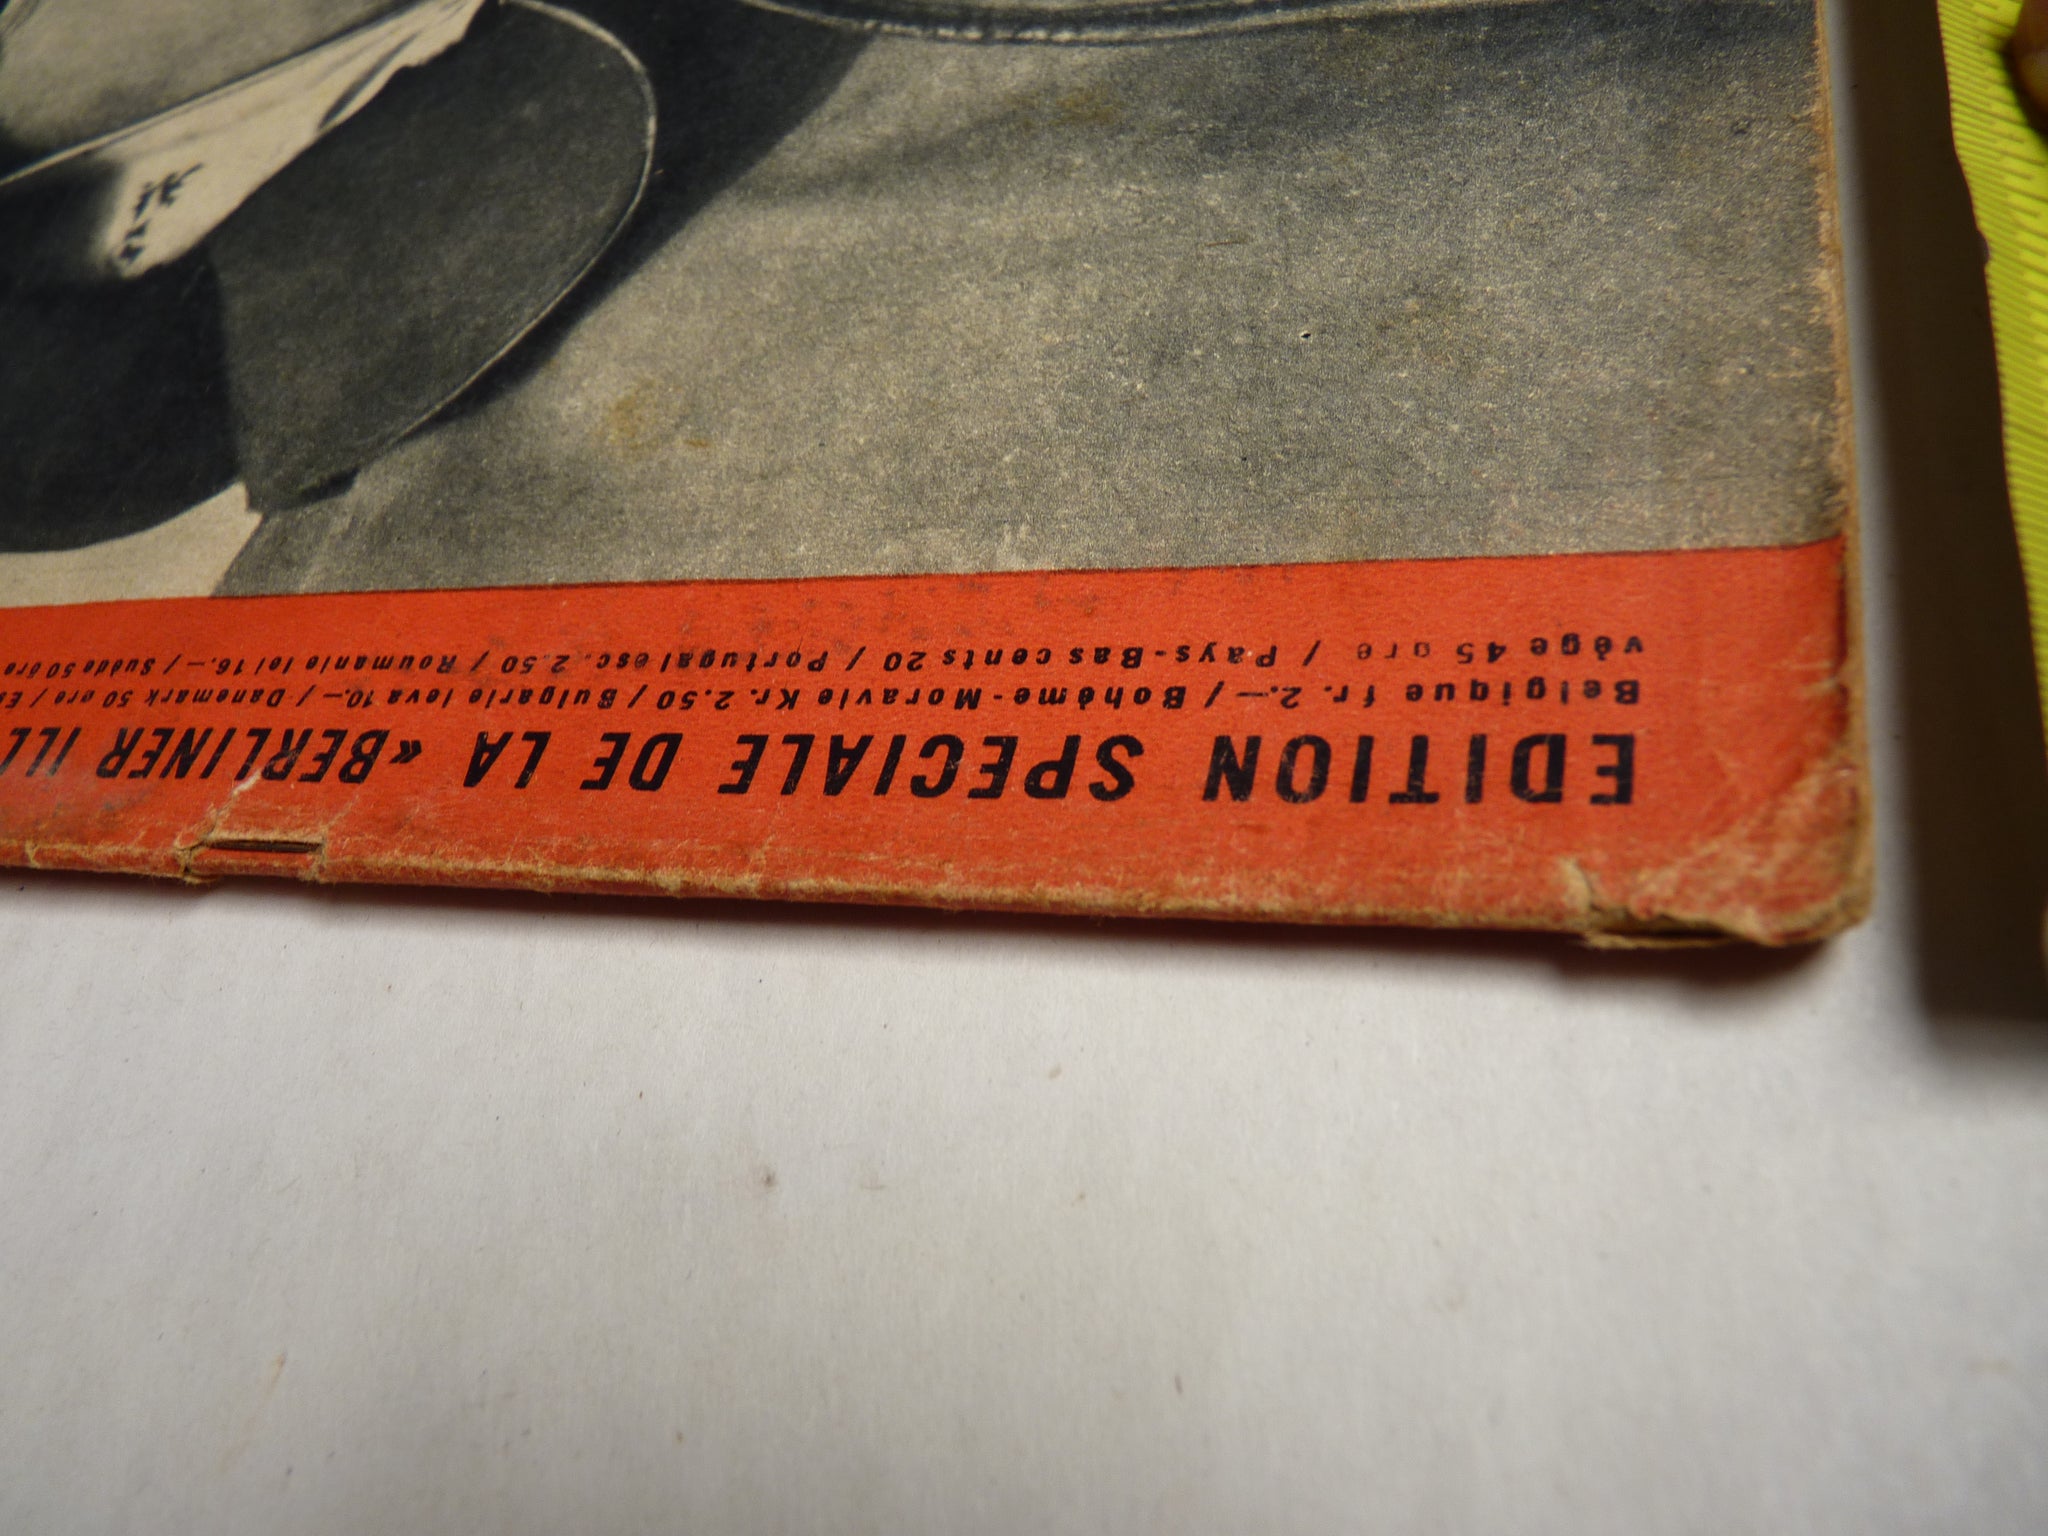 EDITION SPECIALE DE LA «BERLINER ILL
Belgique fr. 2.— / Bohême-Moravie Kr. 2.50 / Bulgarie leva 10.— / Danemark 50 øre / Es
vège 45 øre / Pays-Bas cents 20 / Portugal esc. 2.50 / Roumanie lei 16.— / Suède 50 öre